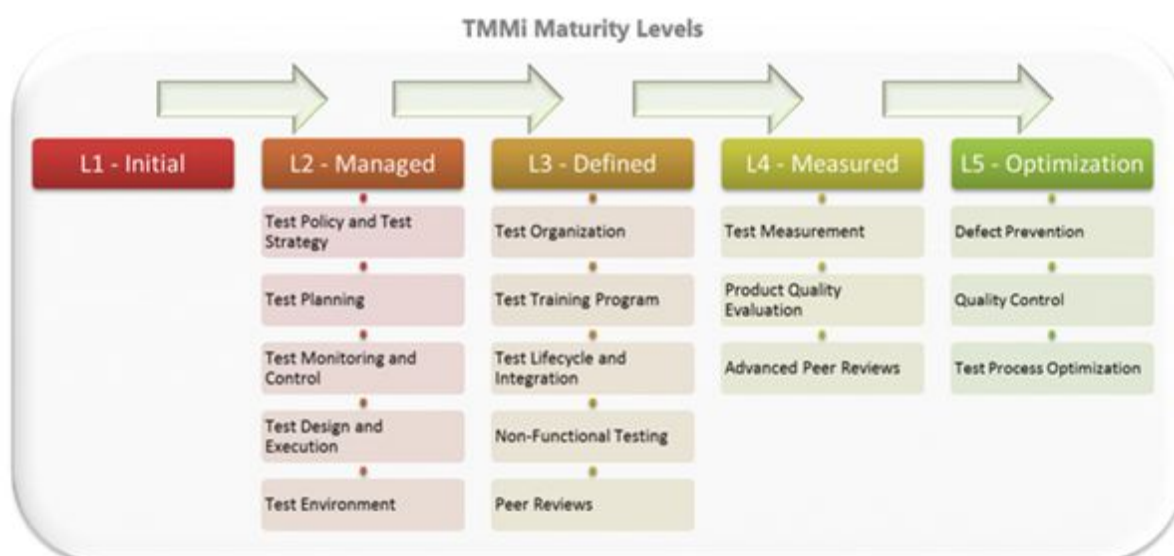 TMMi Maturity Levels
L1 - Initial
L2 - Managed
Test Policy and Test
Strategy
Test Planning
Test Monitoring and
Control
Test Design and
Execution
Test Environment
L3 - Defined
Test Organization
Test Training Program
Test Lifecycle and
Integration
Non-Functional Testing
Peer Reviews
L4 - Measured
Test Measurement
Product Quality
Evaluation
Advanced Peer Reviews
L5 - Optimization
Defect Prevention
Quality Control
Test Process Optimization